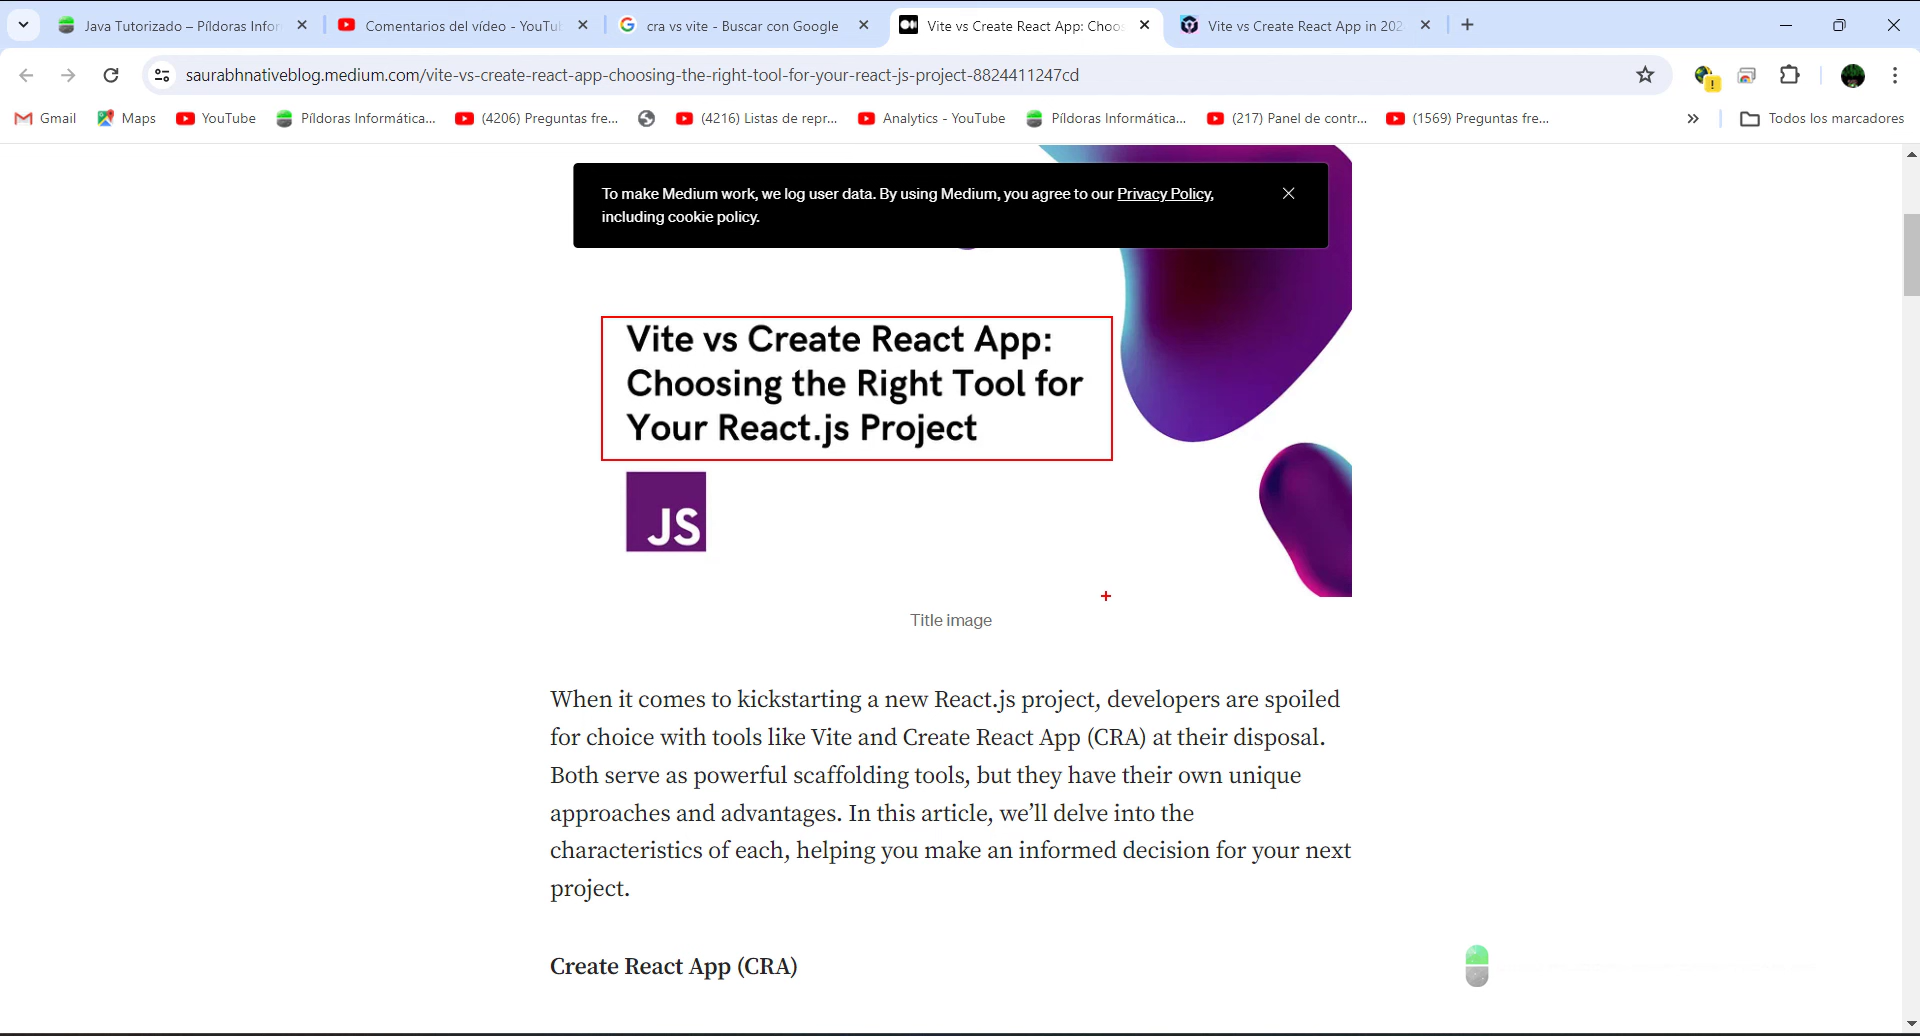 Java Tutorizado – Píldoras Infor
Comentarios del vídeo - YouTu
cra vs vite - Buscar con Google
Vite vs Create React App: Choos
Vite vs Create React App in 202
saurabhnativeblog.medium.com/vite-vs-create-react-app-choosing-the-right-tool-for-your-react-js-project-8824411247cd
Gmail
Maps
YouTube
Píldoras Informática...
(4206) Preguntas fre...
(4216) Listas de repr...
Analytics - YouTube
Píldoras Informática...
(217) Panel de contr...
(1569) Preguntas fre...
Todos los marcadores
To make Medium work, we log user data. By using Medium, you agree to our Privacy Policy,
including cookie policy.
Vite vs Create React App:
Choosing the Right Tool for
Your React.js Project
JS
Title image
When it comes to kickstarting a new React.js project, developers are spoiled
for choice with tools like Vite and Create React App (CRA) at their disposal.
Both serve as powerful scaffolding tools, but they have their own unique
approaches and advantages. In this article, we’ll delve into the
characteristics of each, helping you make an informed decision for your next
project.
Create React App (CRA)